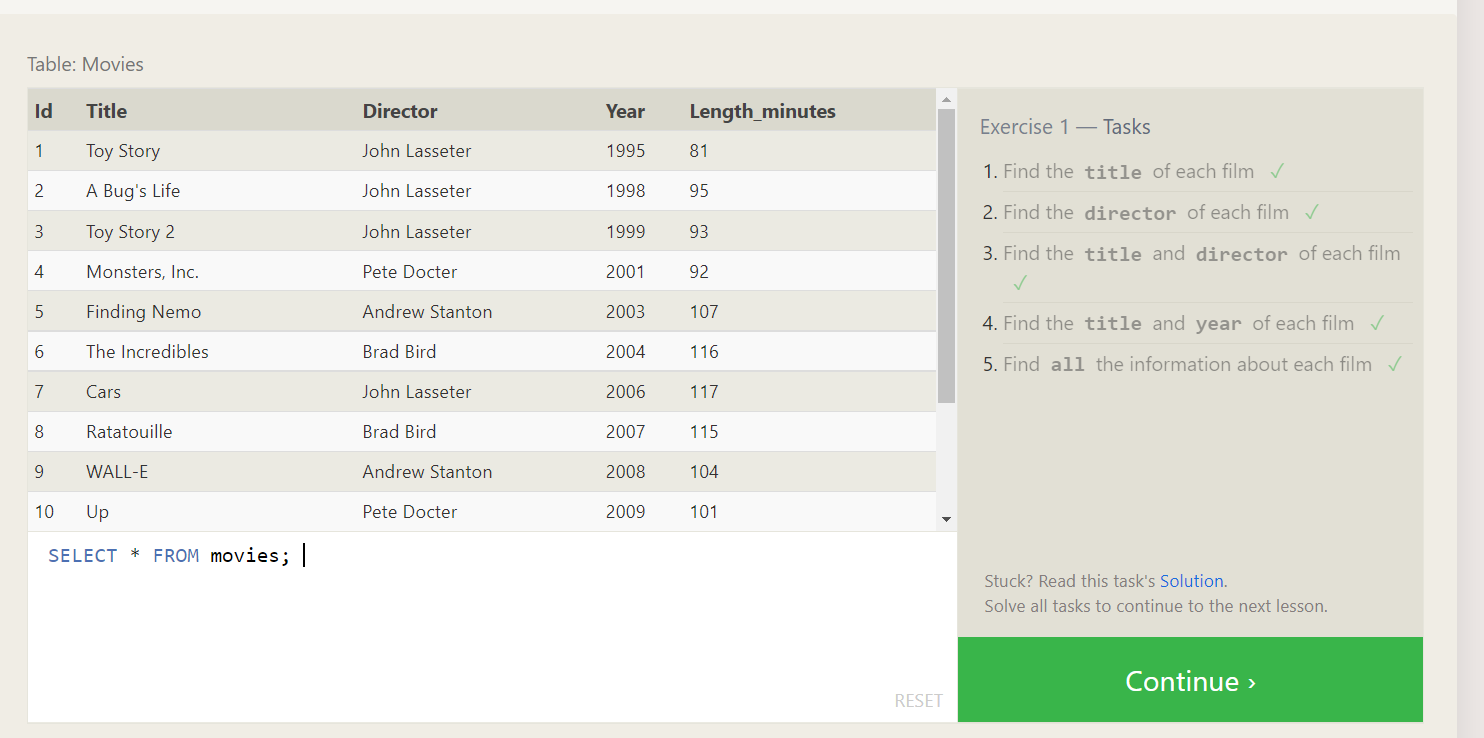 Table: Movies
Id Title Director Year Length_minutes
1 Toy Story John Lasseter 1995 81
2 A Bug's Life John Lasseter 1998 95
3 Toy Story 2 John Lasseter 1999 93
4 Monsters, Inc. Pete Docter 2001 92
5 Finding Nemo Andrew Stanton 2003 107
6 The Incredibles Brad Bird 2004 116
7 Cars John Lasseter 2006 117
8 Ratatouille Brad Bird 2007 115
9 WALL-E Andrew Stanton 2008 104
10 Up Pete Docter 2009 101
SELECT * FROM movies;
RESET
Exercise 1 — Tasks
1. Find the title of each film ✓
2. Find the director of each film ✓
3. Find the title and director of each film
✓
4. Find the title and year of each film ✓
5. Find all the information about each film ✓
Stuck? Read this task's Solution.
Solve all tasks to continue to the next lesson.
Continue ›